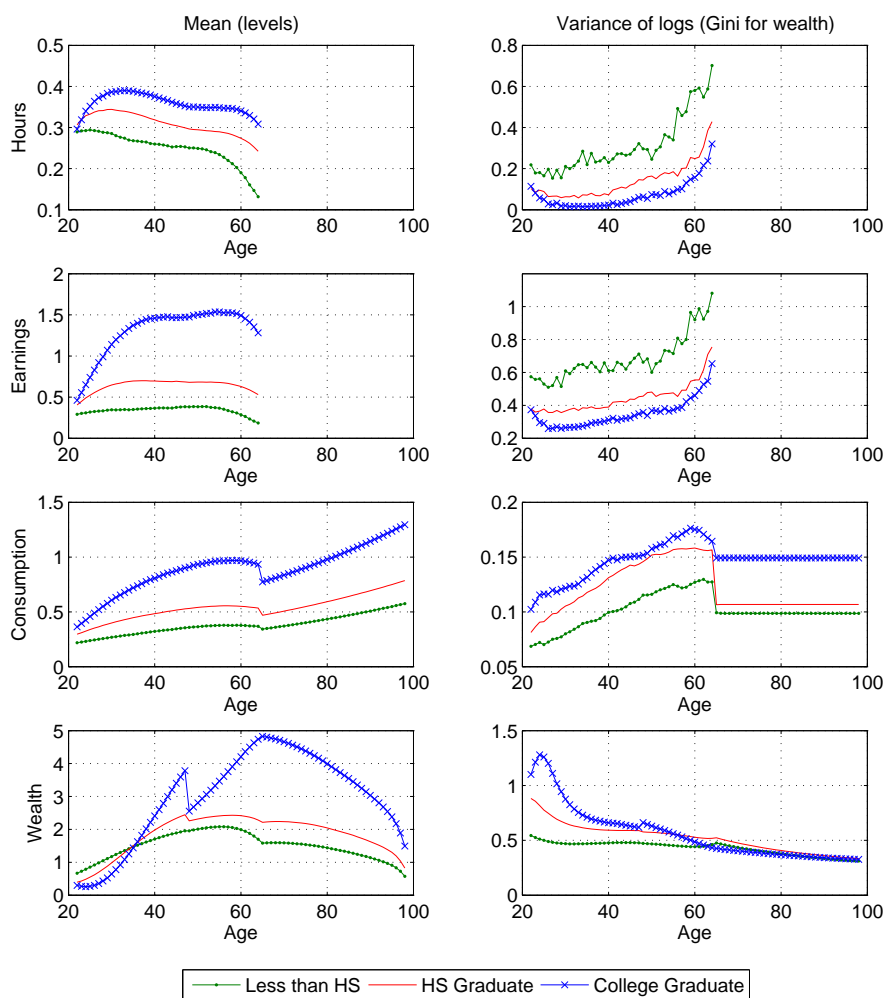 Mean (levels)
Variance of logs (Gini for wealth)
0.5
0.4
0.3
0.2
0.1
Hours
20 40 60 80 100
Age
0.8
0.6
0.4
0.2
0
20 40 60 80 100
Age
2
1.5
1
0.5
0
Earnings
20 40 60 80 100
Age
1
0.8
0.6
0.4
0.2
20 40 60 80 100
Age
1.5
1
0.5
0
Consumption
20 40 60 80 100
Age
0.2
0.15
0.1
0.05
20 40 60 80 100
Age
5
4
3
2
1
0
Wealth
20 40 60 80 100
Age
1.5
1
0.5
0
20 40 60 80 100
Age
Less than HS HS Graduate College Graduate